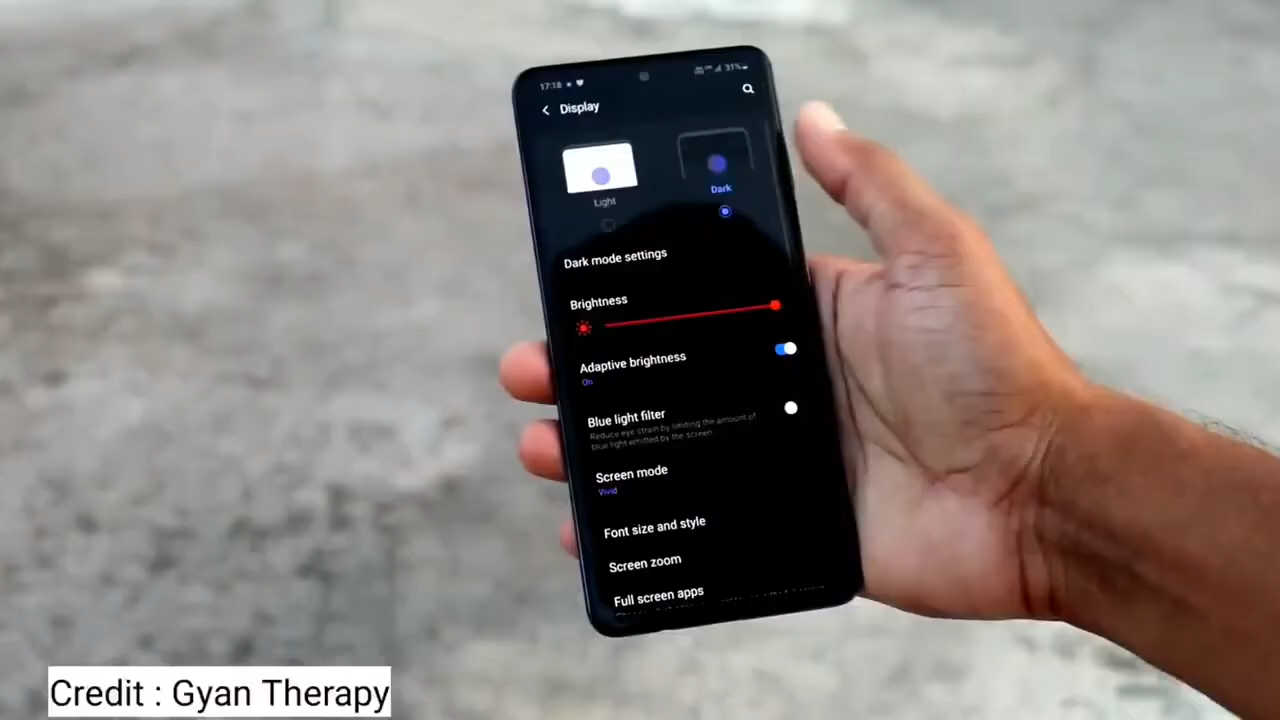 17:18
31%
Display
Light
Dark
Dark mode settings
Brightness
Adaptive brightness
On
Blue light filter
Reduce eye strain by limiting the amount of
blue light emitted by the screen.
Screen mode
Vivid
Font size and style
Screen zoom
Full screen apps
Credit : Gyan Therapy